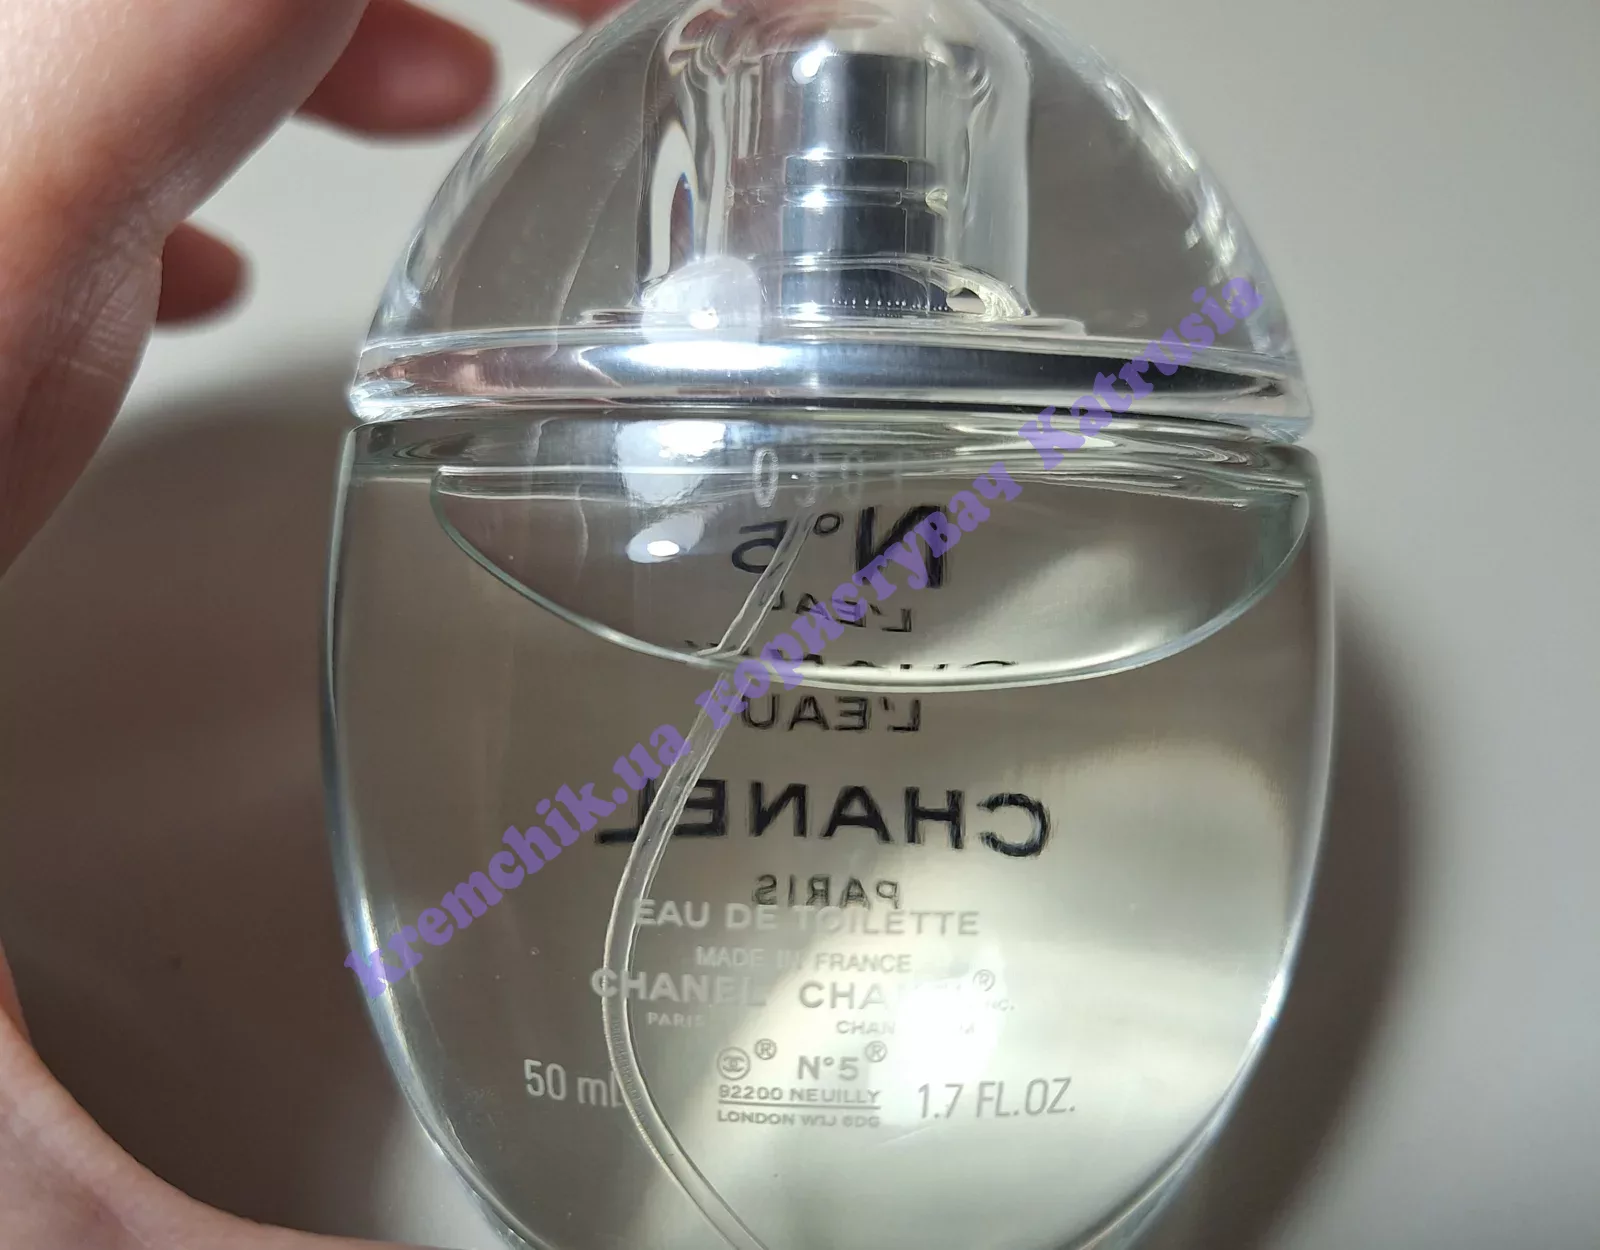 N°5
L'EAU
L'EAU
CHANEL
PARIS
EAU DE TOILETTE
MADE IN FRANCE
CHANEL CHANEL®
PARIS
® N°5®
50 ml 92200 NEUILLY 1.7 FL.OZ.
LONDON W1J 6DG
kremchik.ua користувач Katrusia